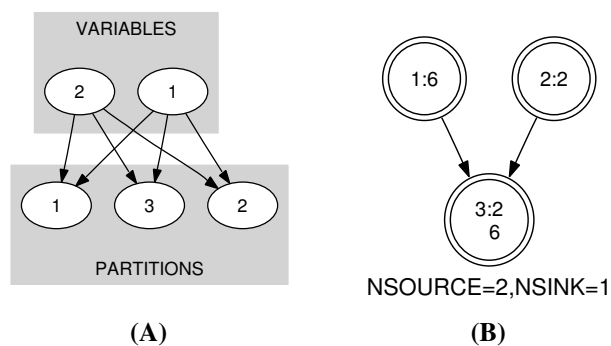 VARIABLES
2 1
1 3 2
PARTITIONS
(A)
1:6 2:2
3:2
6
NSOURCE=2,NSINK=1
(B)